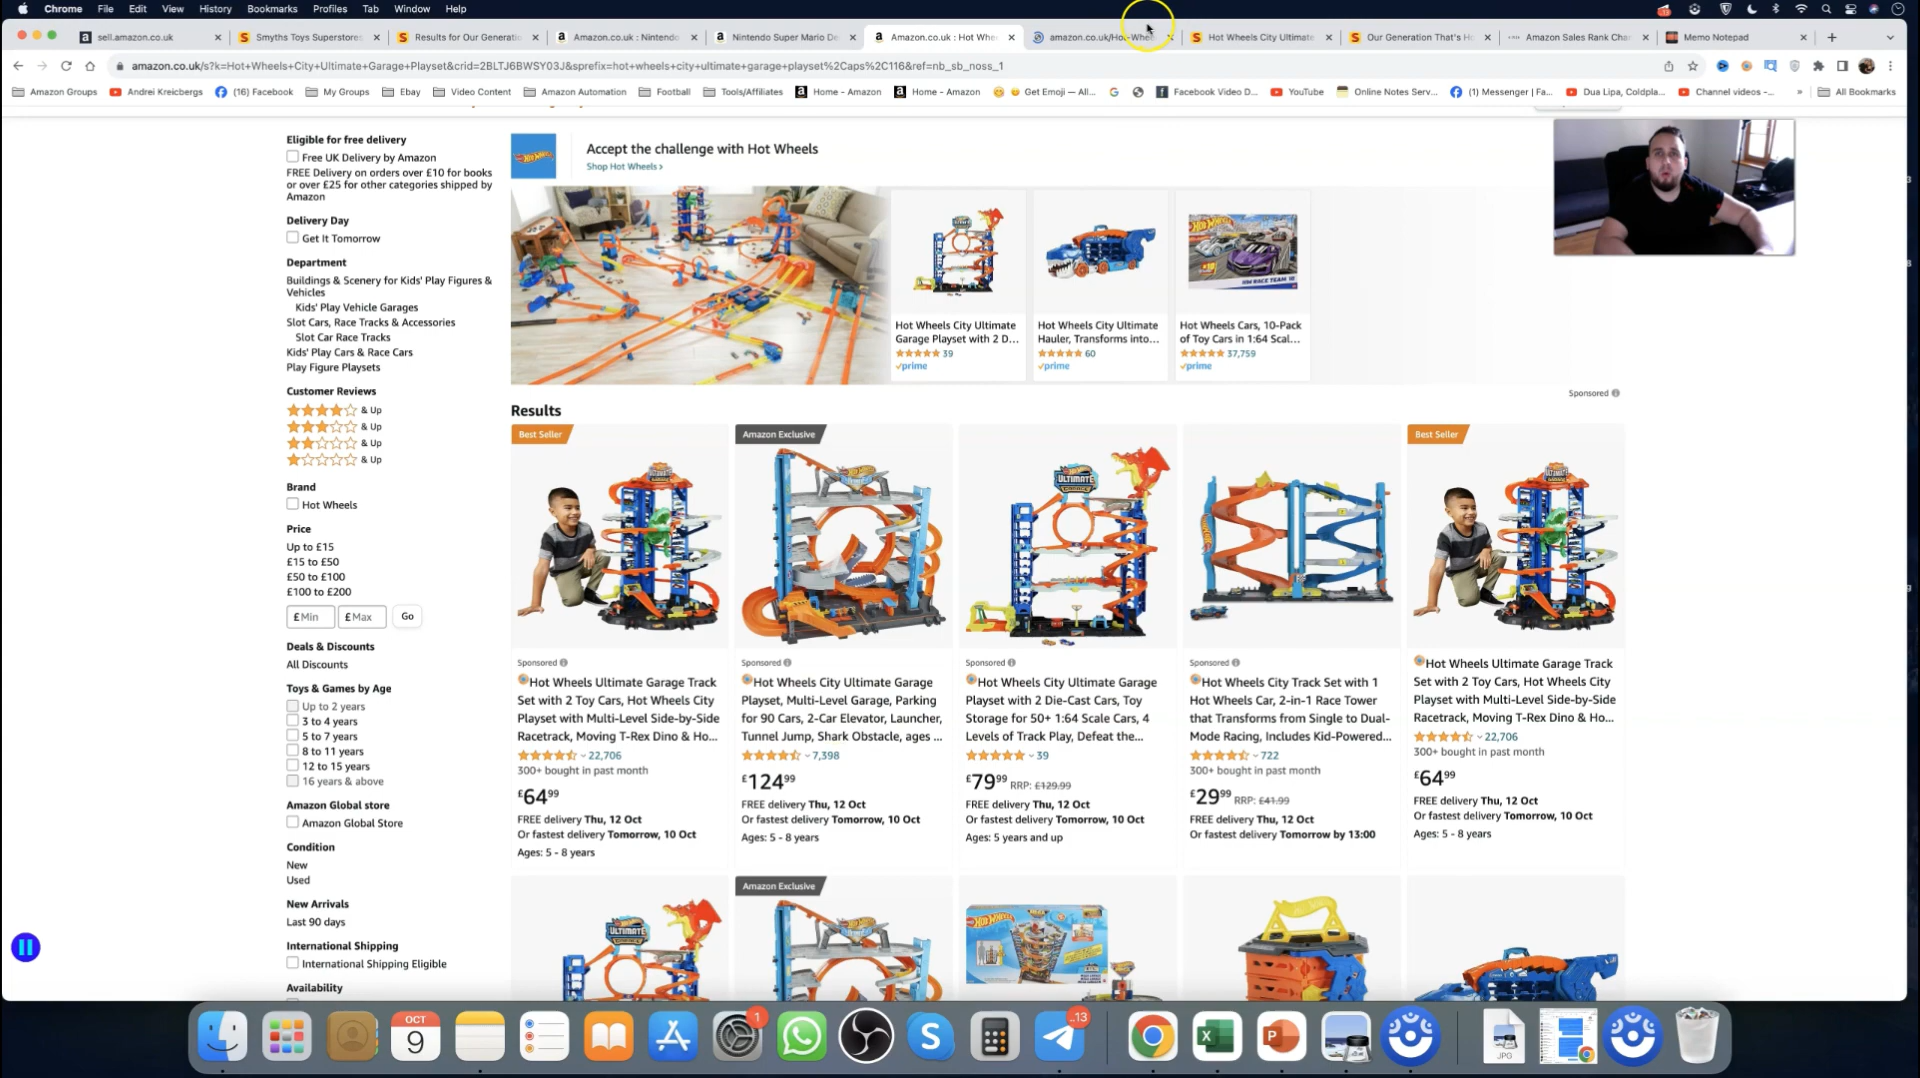 Chrome File Edit View History Bookmarks Profiles Tab Window Help
sell.amazon.co.uk
Smyths Toys Superstores
Results for Our Generati
Amazon.co.uk : Nintendo
Nintendo Super Mario De
Amazon.co.uk : Hot Whe
amazon.co.uk/Hot-Wheel
Hot Wheels City Ultimate
Our Generation That's Ho
Amazon Sales Rank Char
Memo Notepad
amazon.co.uk/s?k=Hot+Wheels+City+Ultimate+Garage+Playset&crid=2BLTJ6BWSY03J&sprefix=hot+wheels+city+ultimate+garage+playset%2Caps%2C116&ref=nb_sb_noss_1
Amazon Groups Andrei Kreicbergs (16) Facebook My Groups Ebay Video Content Amazon Automation Football Tools/Affiliates Home - Amazon Home - Amazon Get Emoji — All... Facebook Video D... YouTube Online Notes Serv... (1) Messenger | Fa... Dua Lipa, Coldpla... Channel videos -... » All Bookmarks
Eligible for free delivery
Free UK Delivery by Amazon
FREE Delivery on orders over £10 for books
or over £25 for other categories shipped by
Amazon
Delivery Day
Get It Tomorrow
Department
Buildings & Scenery for Kids' Play Figures &
Vehicles
Kids' Play Vehicle Garages
Slot Cars, Race Tracks & Accessories
Slot Car Race Tracks
Kids' Play Cars & Race Cars
Play Figure Playsets
Customer Reviews
& Up
& Up
& Up
& Up
Brand
Hot Wheels
Price
Up to £15
£15 to £50
£50 to £100
£100 to £200
£ Min £ Max Go
Deals & Discounts
All Discounts
Toys & Games by Age
Up to 2 years
3 to 4 years
5 to 7 years
8 to 11 years
12 to 15 years
16 years & above
Amazon Global store
Amazon Global Store
Condition
New
Used
New Arrivals
Last 90 days
International Shipping
International Shipping Eligible
Availability
HOT WHEELS
Accept the challenge with Hot Wheels
Shop Hot Wheels ›
Hot Wheels City Ultimate
Garage Playset with 2 D...
39
prime
Hot Wheels City Ultimate
Hauler, Transforms into...
60
prime
Hot Wheels Cars, 10-Pack
of Toy Cars in 1:64 Scal...
37,759
prime
Sponsored
Results
Best Seller
Sponsored
Hot Wheels Ultimate Garage Track
Set with 2 Toy Cars, Hot Wheels City
Playset with Multi-Level Side-by-Side
Racetrack, Moving T-Rex Dino & Ho...
22,706
300+ bought in past month
£64.99
FREE delivery Thu, 12 Oct
Or fastest delivery Tomorrow, 10 Oct
Ages: 5 - 8 years
Amazon Exclusive
Sponsored
Hot Wheels City Ultimate Garage
Playset, Multi-Level Garage, Parking
for 90 Cars, 2-Car Elevator, Launcher,
Tunnel Jump, Shark Obstacle, ages ...
7,398
£124.99
FREE delivery Thu, 12 Oct
Or fastest delivery Tomorrow, 10 Oct
Ages: 5 - 8 years
ULTIMATE
Sponsored
Hot Wheels City Ultimate Garage
Playset with 2 Die-Cast Cars, Toy
Storage for 50+ 1:64 Scale Cars, 4
Levels of Track Play, Defeat the...
39
£79.99 RRP: £129.99
FREE delivery Thu, 12 Oct
Or fastest delivery Tomorrow, 10 Oct
Ages: 5 years and up
Sponsored
Hot Wheels City Track Set with 1
Hot Wheels Car, 2-in-1 Race Tower
that Transforms from Single to Dual-
Mode Racing, Includes Kid-Powered...
722
300+ bought in past month
£29.99 RRP: £41.99
FREE delivery Thu, 12 Oct
Or fastest delivery Tomorrow by 13:00
Best Seller
Hot Wheels Ultimate Garage Track
Set with 2 Toy Cars, Hot Wheels City
Playset with Multi-Level Side-by-Side
Racetrack, Moving T-Rex Dino & Ho...
22,706
300+ bought in past month
£64.99
FREE delivery Thu, 12 Oct
Or fastest delivery Tomorrow, 10 Oct
Ages: 5 - 8 years
ULTIMATE
Amazon Exclusive
OCT
9
1
..13
JPG